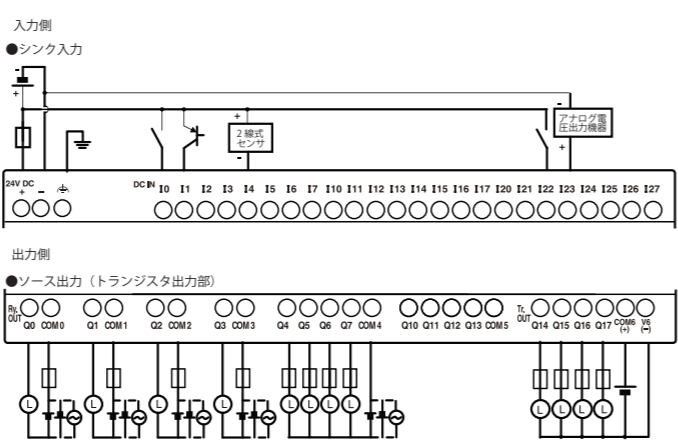 入力側
●シンク入力
-
+
+
2 線式
センサ
-
-
アナログ電
圧出力機器
+
24V DC
+ -
DC IN I0 I1 I2 I3 I4 I5 I6 I7 I10 I11 I12 I13 I14 I15 I16 I17 I20 I21 I22 I23 I24 I25 I26 I27
出力側
●ソース出力(トランジスタ出力部)
Ry.
OUT
Q0 COM0 Q1 COM1 Q2 COM2 Q3 COM3 Q4 Q5 Q6 Q7 COM4 Q10 Q11 Q12 Q13 COM5
Tr.
OUT
Q14 Q15 Q16 Q17 COM6 V6
(+) (-)
L L L L L L L L L L L L